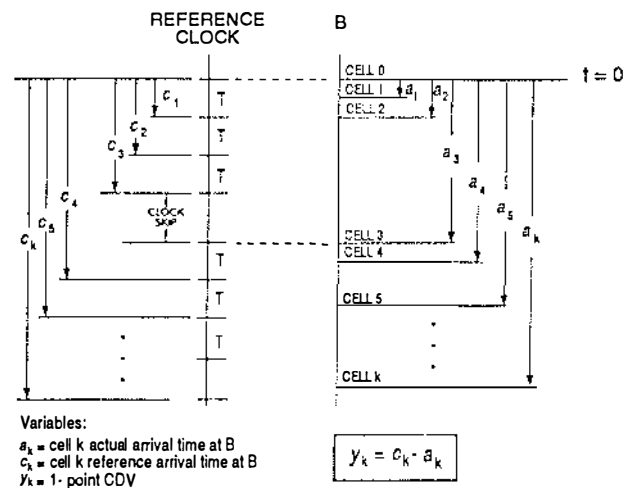 REFERENCE
CLOCK
B
CELL 0
t = 0
CELL 1
CELL 2
c1
c2
c3
c4
c5
ck
T
T
T
CLOCK
SKIP
T
T
T
a1
a2
a3
a4
a5
ak
CELL 3
CELL 4
CELL 5
CELL k
Variables:
ak = cell k actual arrival time at B
ck = cell k reference arrival time at B
yk = 1- point CDV
yk = ck - ak